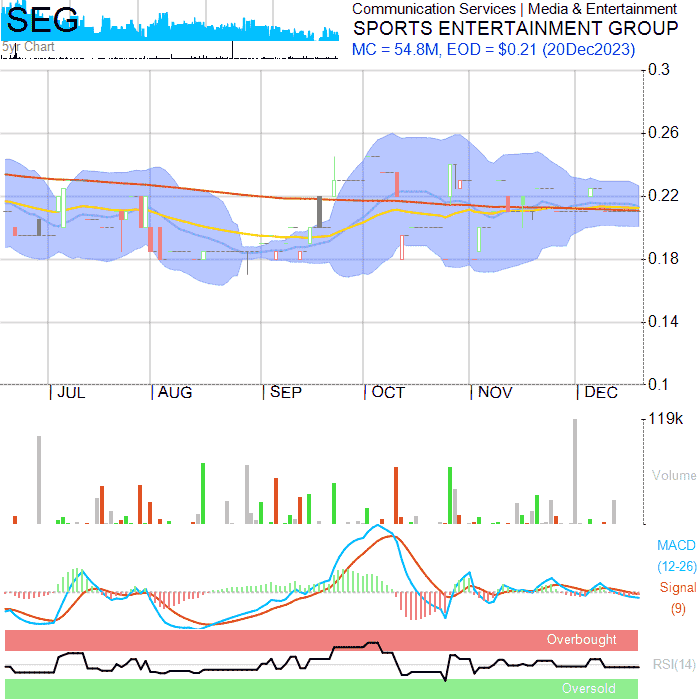 SEG
Communication Services | Media & Entertainment
SPORTS ENTERTAINMENT GROUP
MC = 54.8M, EOD = $0.21 (20Dec2023)
5yr Chart
0.3
0.26
0.22
0.18
0.14
0.1
JUL AUG SEP OCT NOV DEC
119k
Volume
MACD
(12-26)
Signal
(9)
Overbought
RSI(14)
Oversold